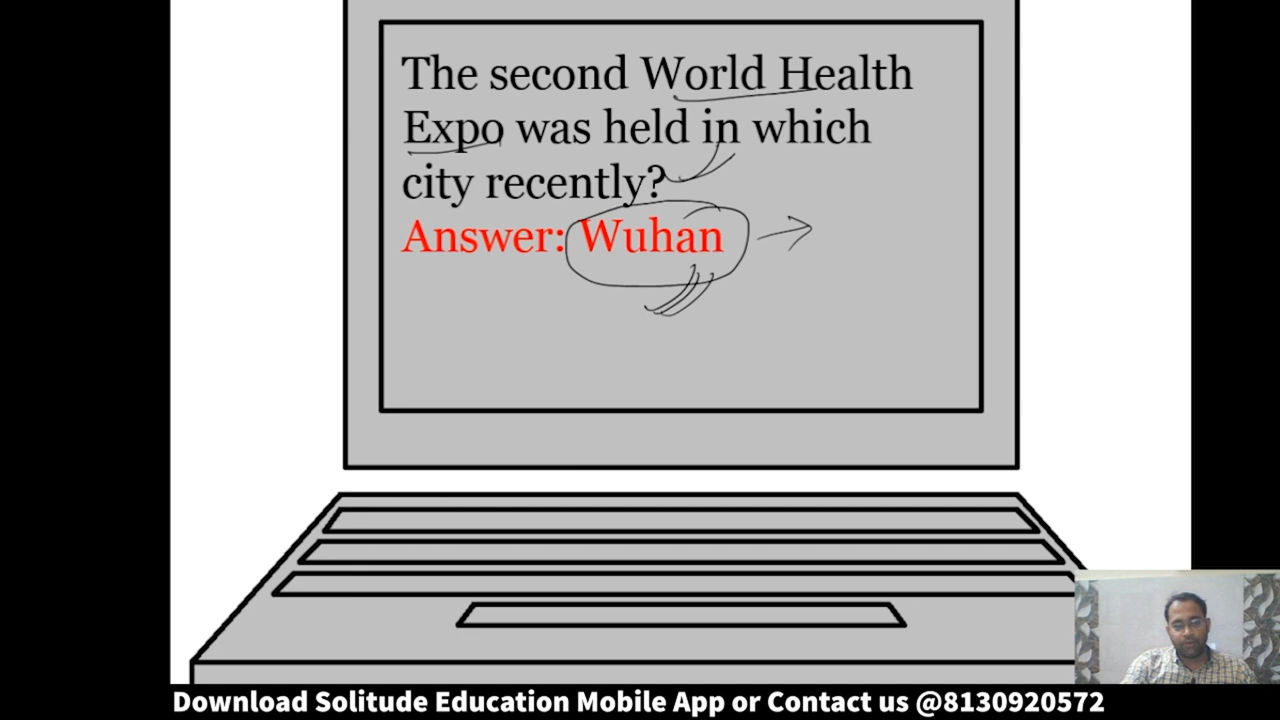 The second World Health
Expo was held in which
city recently?
Answer: Wuhan
Download Solitude Education Mobile App or Contact us @8130920572